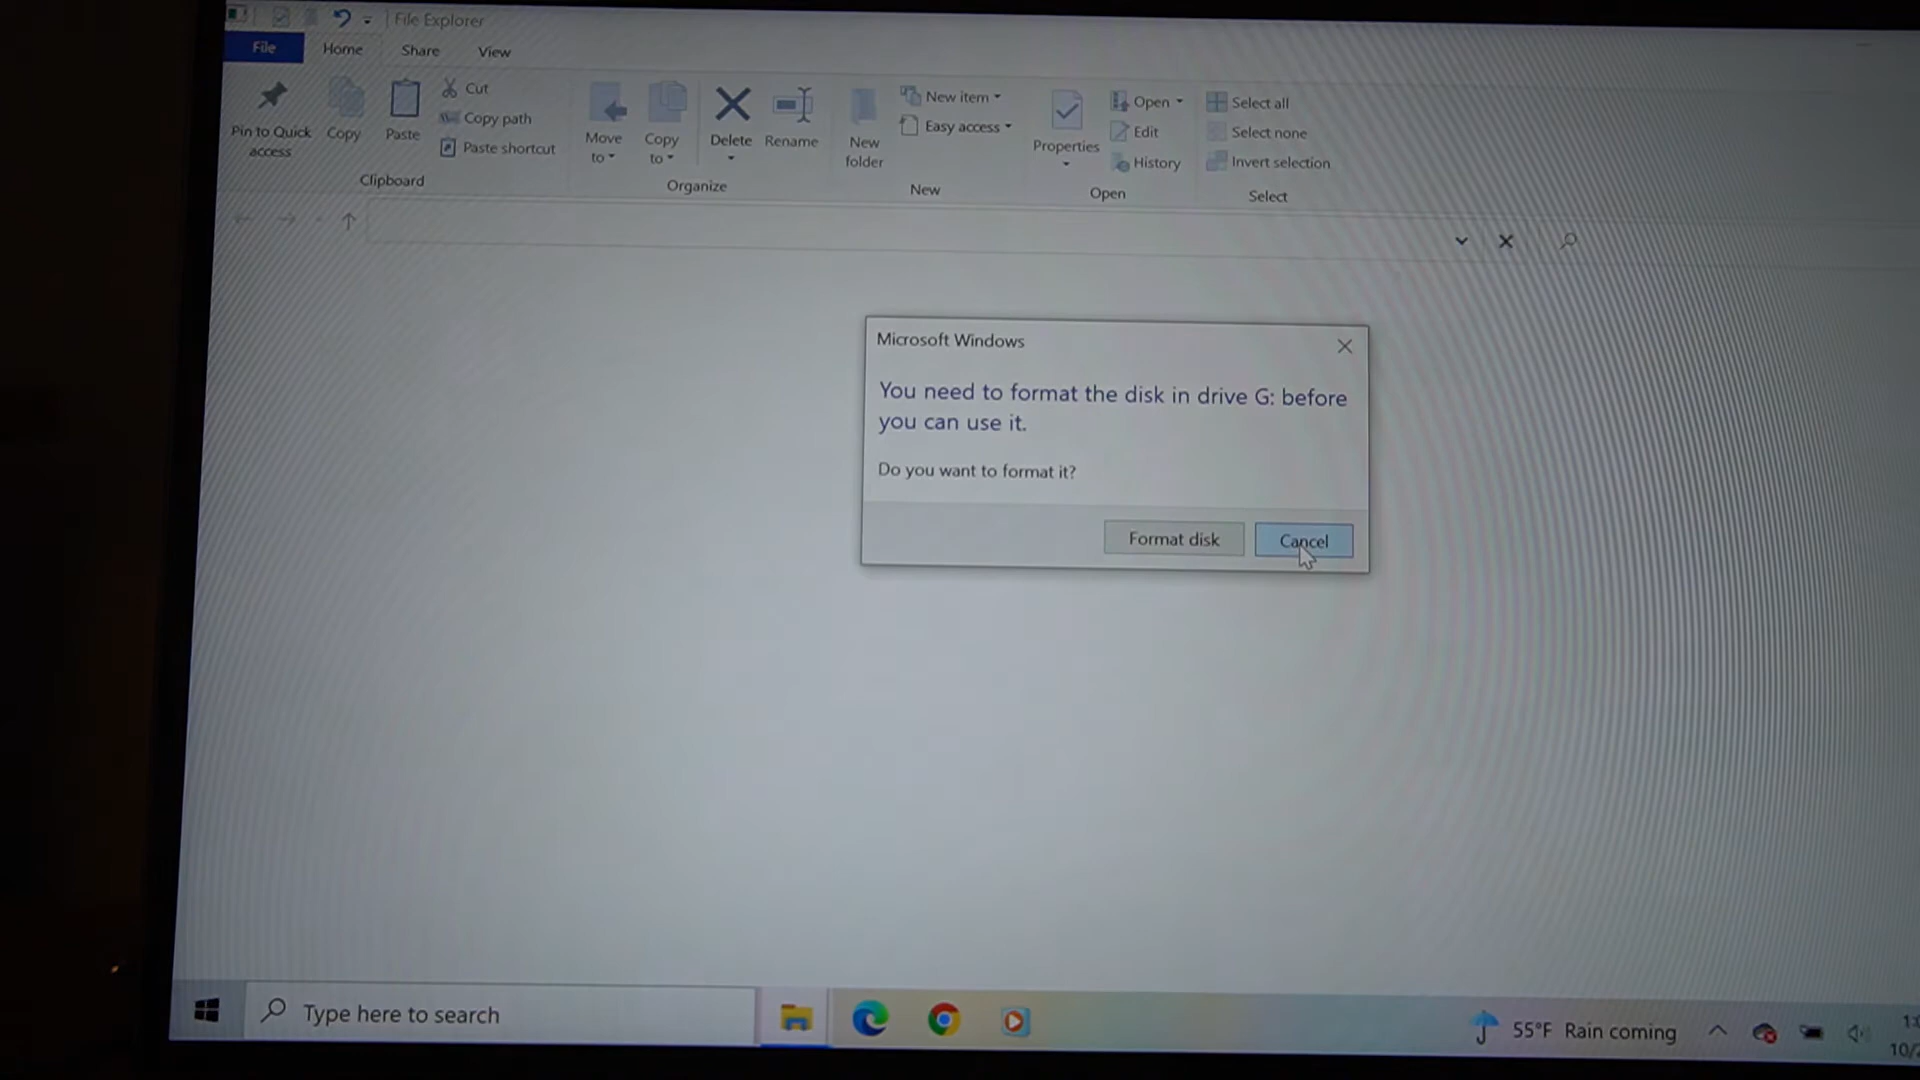 File Explorer
File Home Share View
Pin to Quick access
Copy
Paste
Cut
Copy path
Paste shortcut
Clipboard
Move to
Copy to
Delete
Rename
Organize
New folder
New item
Easy access
New
Properties
Open
Edit
History
Open
Select all
Select none
Invert selection
Select
Microsoft Windows
You need to format the disk in drive G: before
you can use it.
Do you want to format it?
Format disk Cancel
Type here to search
55°F Rain coming